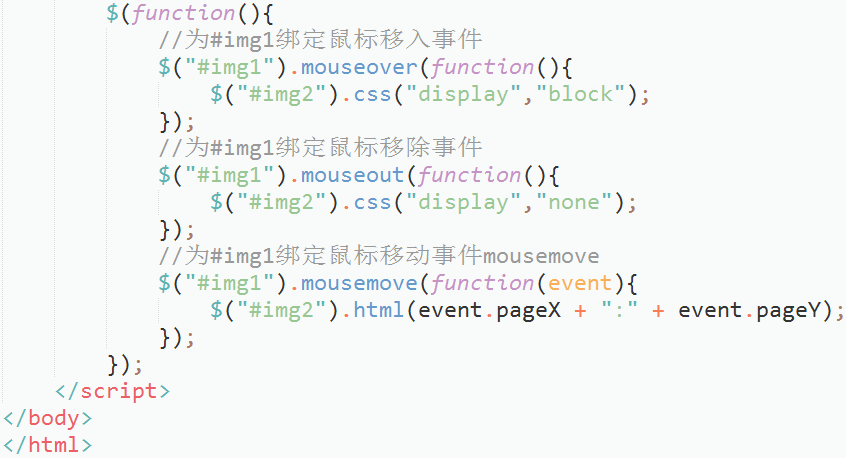 $(function(){
//为#img1绑定鼠标移入事件
$("#img1").mouseover(function(){
$("#img2").css("display","block");
});
//为#img1绑定鼠标移除事件
$("#img1").mouseout(function(){
$("#img2").css("display","none");
});
//为#img1绑定鼠标移动事件mousemove
$("#img1").mousemove(function(event){
$("#img2").html(event.pageX + ":" + event.pageY);
});
});
</script>
</body>
</html>